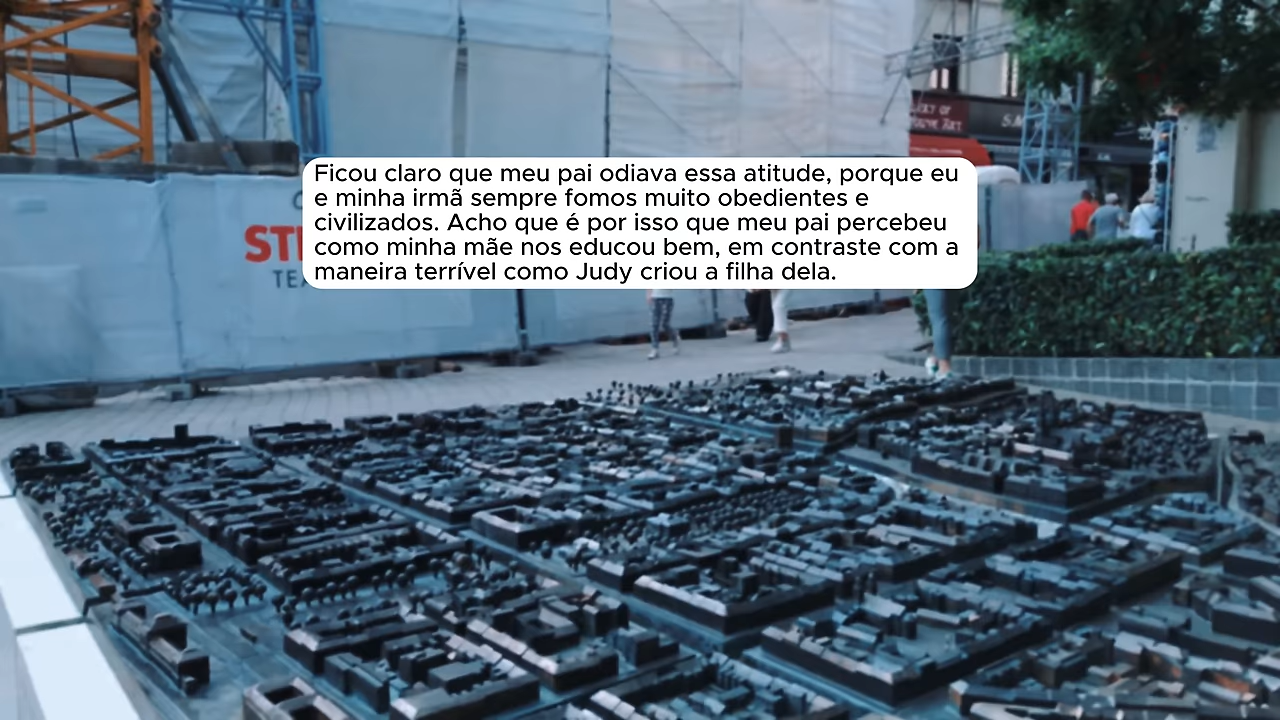 Ficou claro que meu pai odiava essa atitude, porque eu
e minha irmã sempre fomos muito obedientes e
civilizados. Acho que é por isso que meu pai percebeu
como minha mãe nos educou bem, em contraste com a
maneira terrível como Judy criou a filha dela.